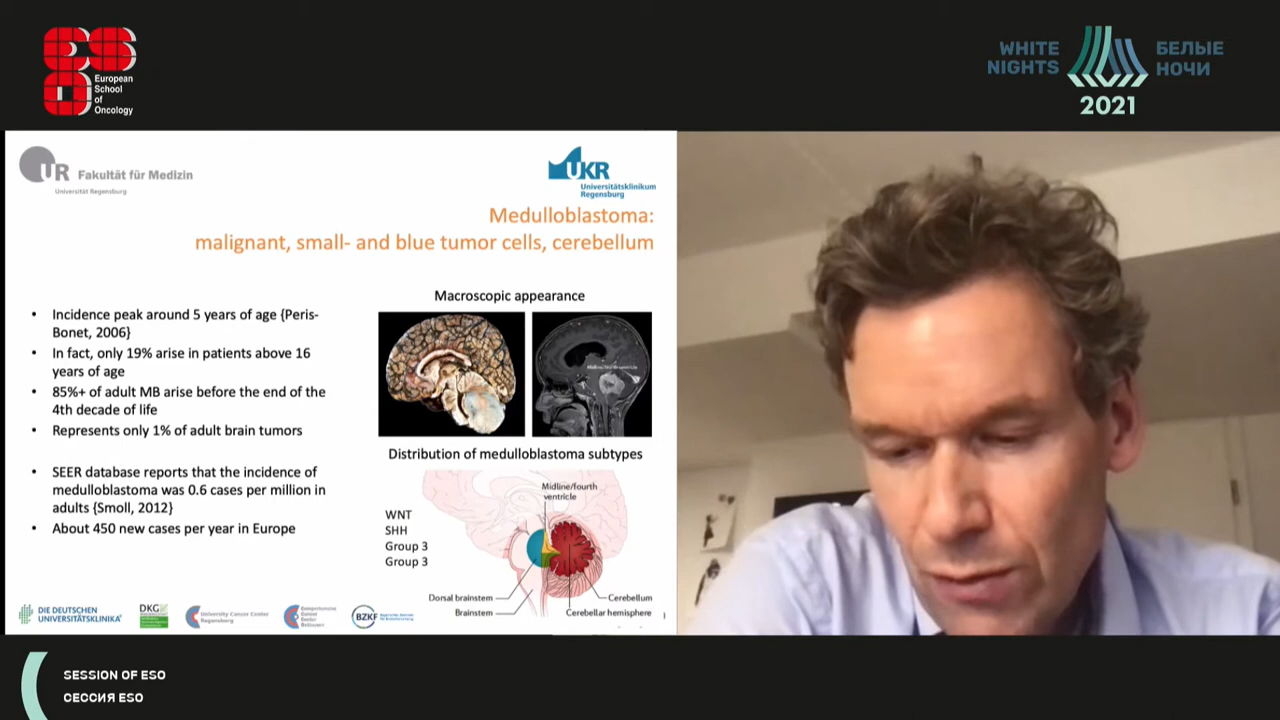 European
School
of
Oncology
WHITE
NIGHTS
БЕЛЫЕ
НОЧИ
2021
UR Fakultät für Medizin
Universität Regensburg
UKR
Universitätsklinikum
Regensburg
Medulloblastoma:
malignant, small- and blue tumor cells, cerebellum
• Incidence peak around 5 years of age {Peris-
Bonet, 2006}
• In fact, only 19% arise in patients above 16
years of age
• 85%+ of adult MB arise before the end of the
4th decade of life
• Represents only 1% of adult brain tumors
• SEER database reports that the incidence of
medulloblastoma was 0.6 cases per million in
adults {Smoll, 2012}
• About 450 new cases per year in Europe
Macroscopic appearance
Distribution of medulloblastoma subtypes
Midline/fourth
ventricle
WNT
SHH
Group 3
Group 3
Dorsal brainstem
Brainstem
Cerebellum
Cerebellar hemisphere
DIE DEUTSCHEN
UNIVERSITÄTSKLINIKA
DKG
University Cancer Center
Regensburg
BZKF
SESSION OF ESO
СЕССИЯ ESO